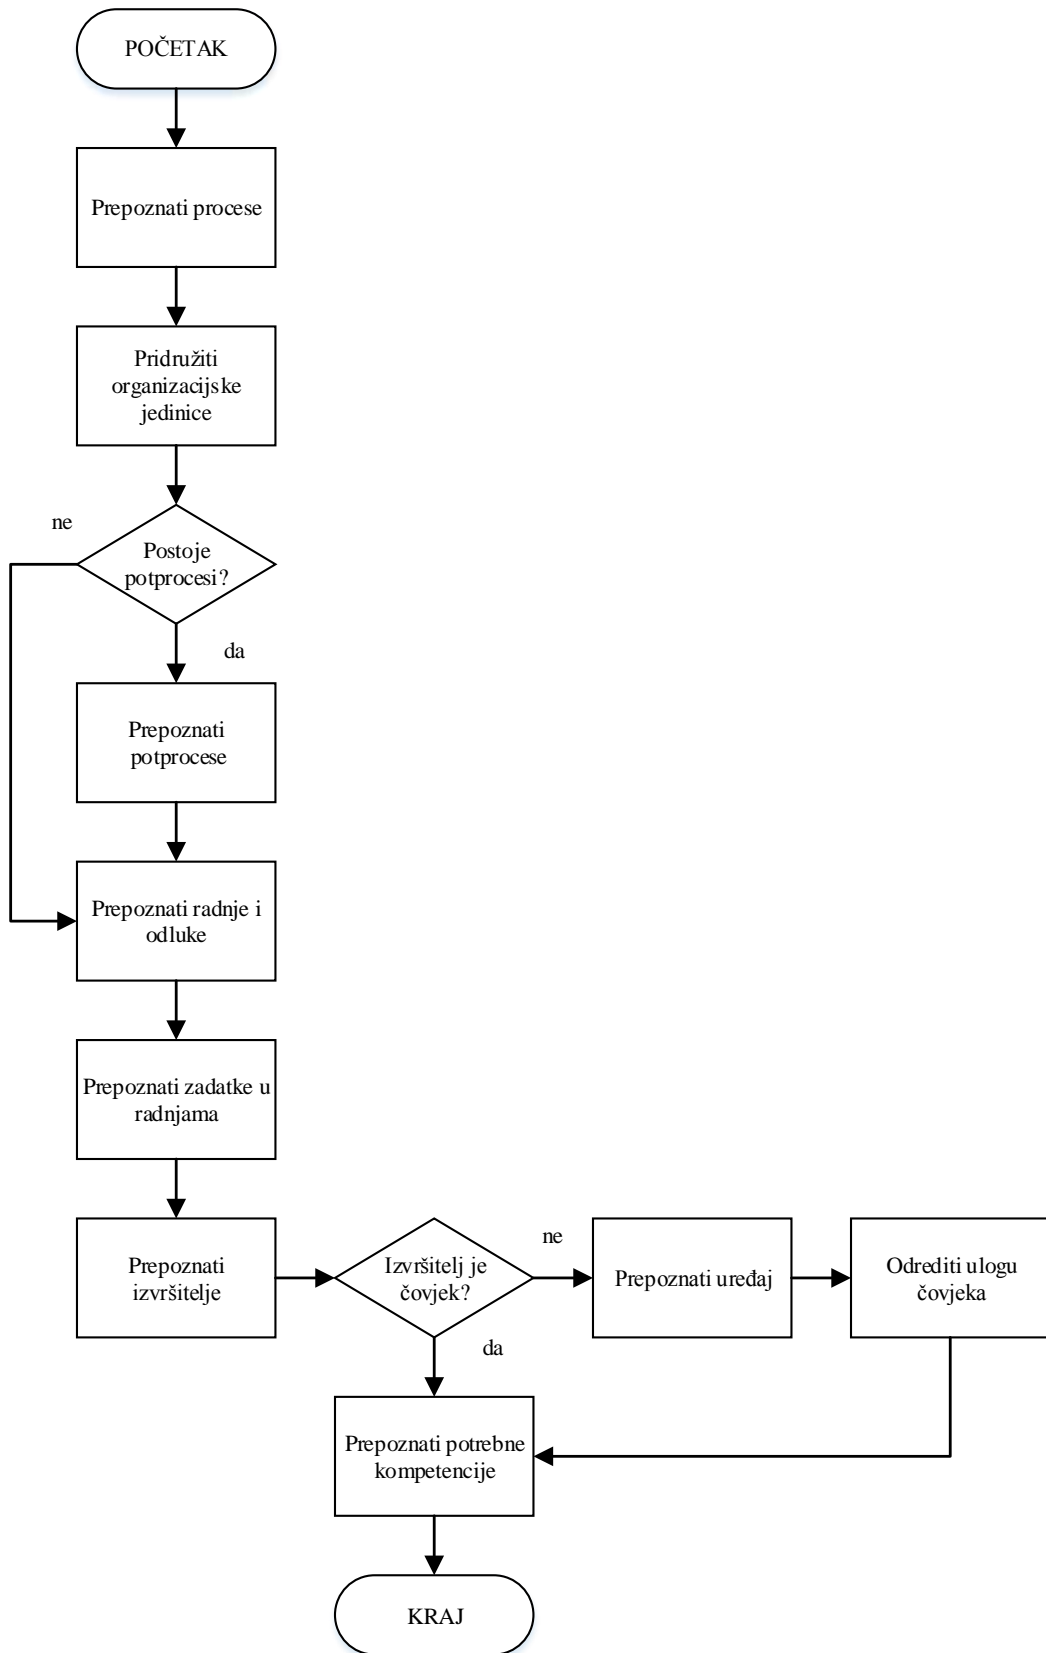 POČETAK
Prepoznati procese
Pridružiti
organizacijske
jedinice
ne
Postoje
potprocesi?
da
Prepoznati
potprocese
Prepoznati radnje i
odluke
Prepoznati zadatke u
radnjama
Prepoznati
izvršitelje
Izvršitelj je
čovjek?
ne
Prepoznati uređaj
Odrediti ulogu
čovjeka
da
Prepoznati potrebne
kompetencije
KRAJ